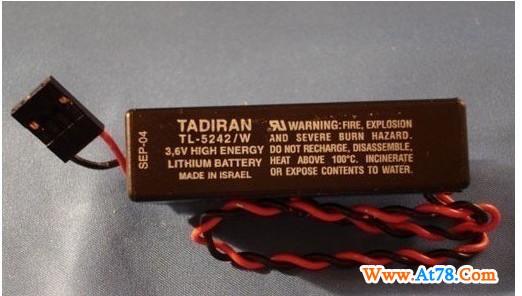 SEP-04
TADIRAN
TL-5242/W
3,6V HIGH ENERGY
LITHIUM BATTERY
MADE IN ISRAEL
WARNING: FIRE, EXPLOSION
AND SEVERE BURN HAZARD.
DO NOT RECHARGE, DISASSEMBLE,
HEAT ABOVE 100°C. INCINERATE
OR EXPOSE CONTENTS TO WATER.
Www.At78.Com